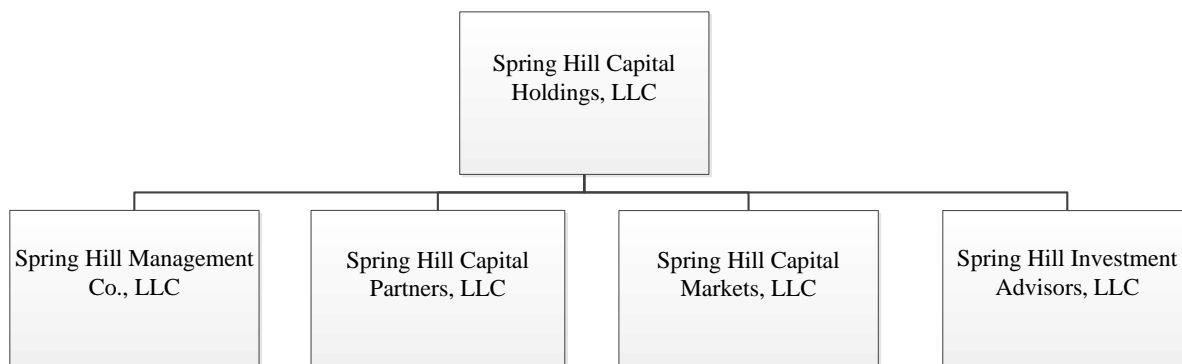 Spring Hill Capital
Holdings, LLC
Spring Hill Management
Co., LLC
Spring Hill Capital
Partners, LLC
Spring Hill Capital
Markets, LLC
Spring Hill Investment
Advisors, LLC